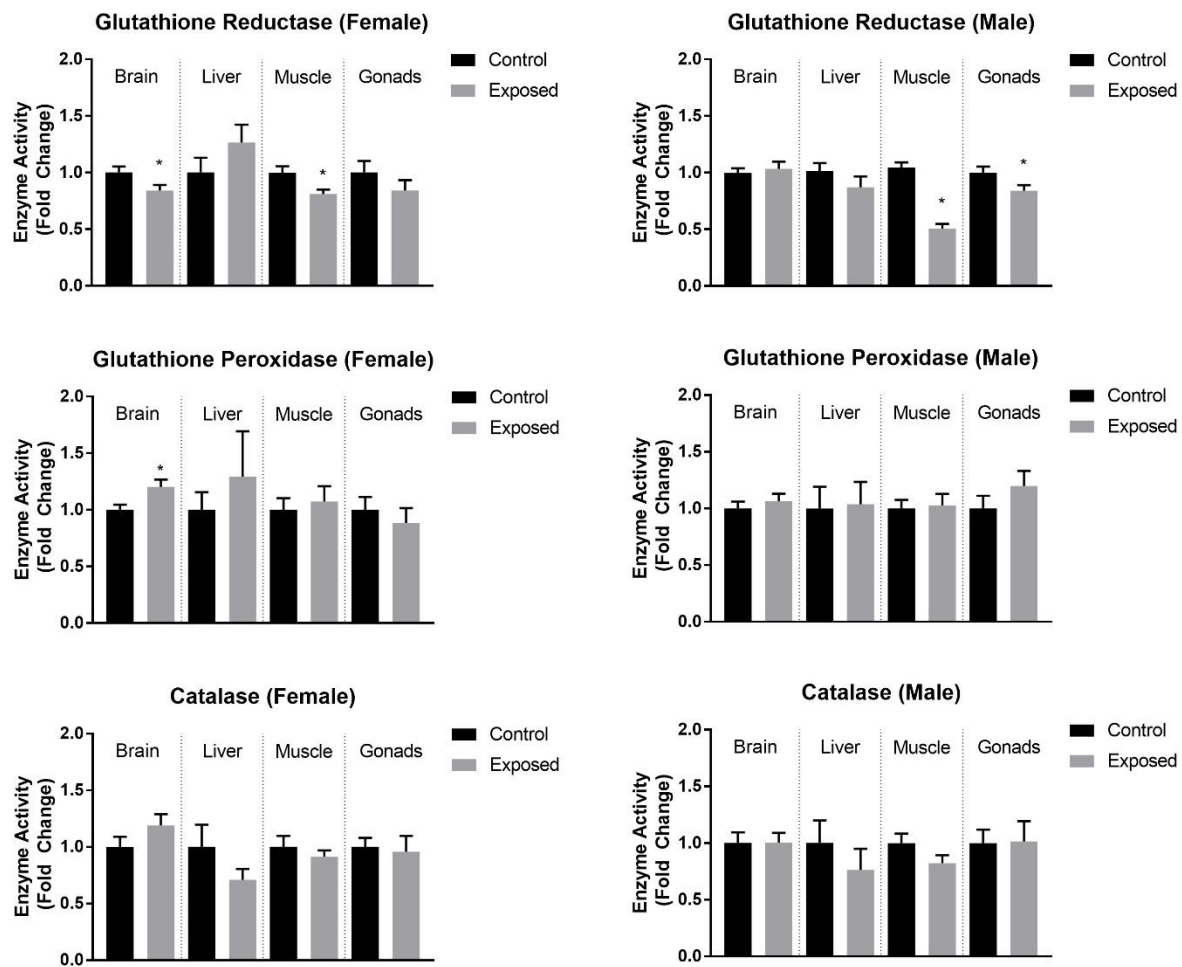 Glutathione Reductase (Female)
Enzyme Activity
(Fold Change)
2.0
1.5
1.0
0.5
0.0
Brain
Liver
Muscle
Gonads
*
*
Control
Exposed
Glutathione Reductase (Male)
Enzyme Activity
(Fold Change)
2.0
1.5
1.0
0.5
0.0
Brain
Liver
Muscle
Gonads
*
*
Control
Exposed
Glutathione Peroxidase (Female)
Enzyme Activity
(Fold Change)
2.0
1.5
1.0
0.5
0.0
Brain
Liver
Muscle
Gonads
*
Control
Exposed
Glutathione Peroxidase (Male)
Enzyme Activity
(Fold Change)
2.0
1.5
1.0
0.5
0.0
Brain
Liver
Muscle
Gonads
Control
Exposed
Catalase (Female)
Enzyme Activity
(Fold Change)
2.0
1.5
1.0
0.5
0.0
Brain
Liver
Muscle
Gonads
Control
Exposed
Catalase (Male)
Enzyme Activity
(Fold Change)
2.0
1.5
1.0
0.5
0.0
Brain
Liver
Muscle
Gonads
Control
Exposed